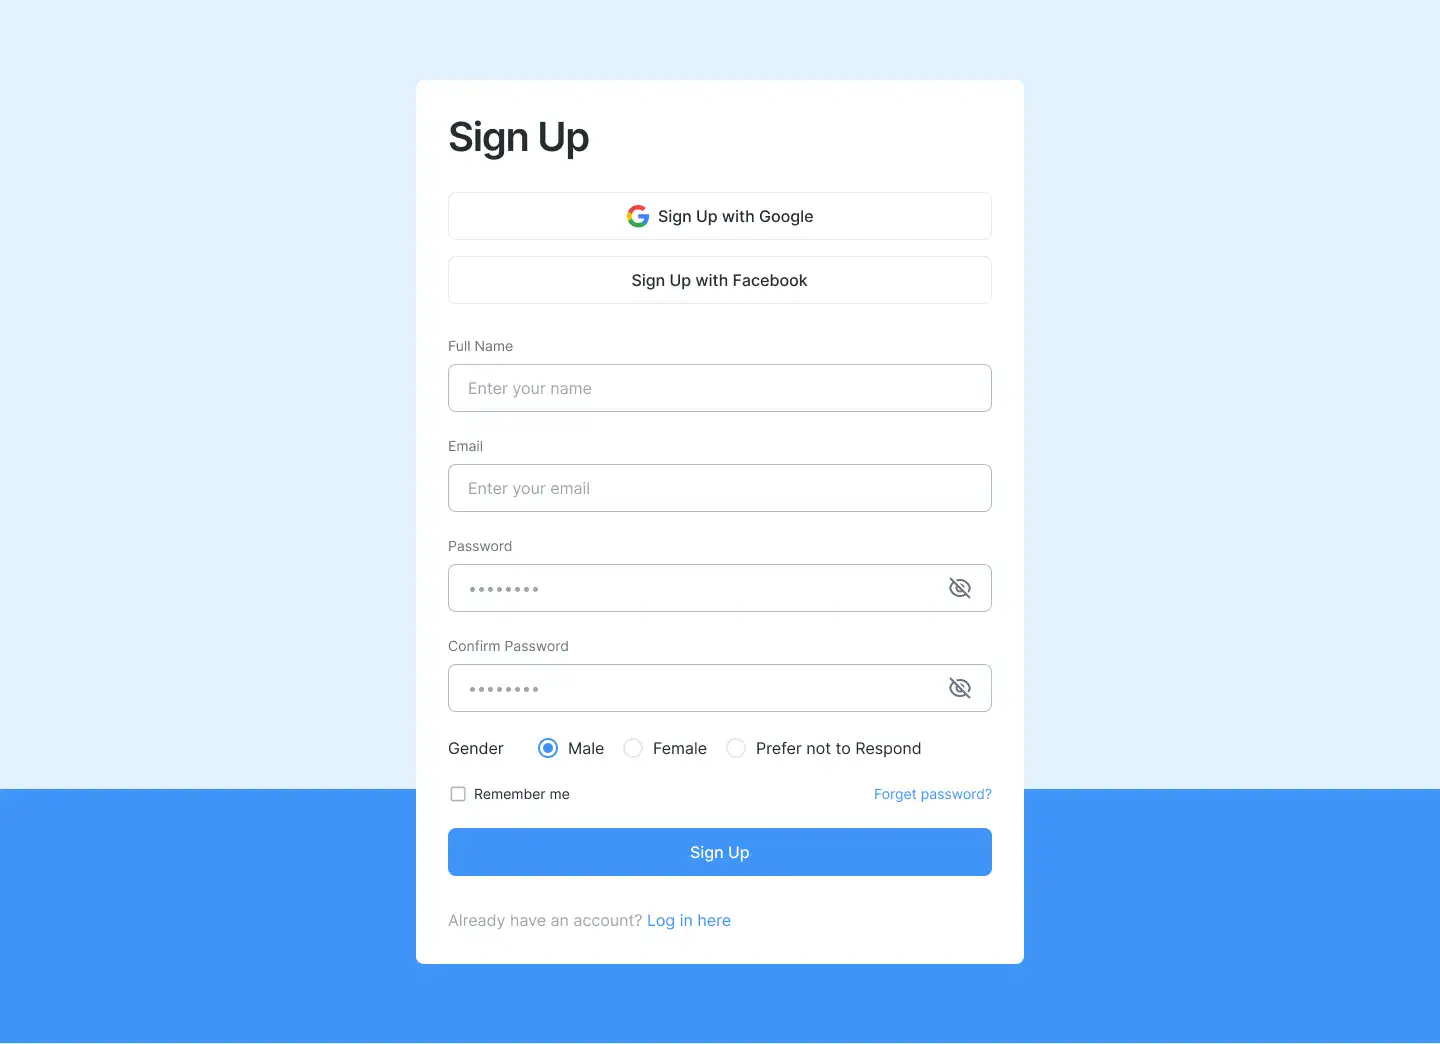 Sign Up
Sign Up with Google
Sign Up with Facebook
Full Name
Enter your name
Email
Enter your email
Password
••••••••
Confirm Password
••••••••
Gender Male Female Prefer not to Respond
Remember me Forget password?
Sign Up
Already have an account? Log in here